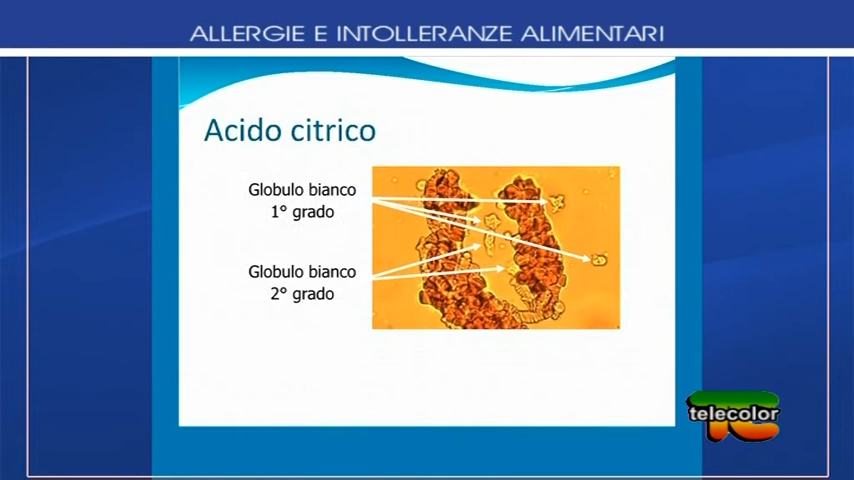 ALLERGIE E INTOLLERANZE ALIMENTARI
Acido citrico
Globulo bianco
1° grado
Globulo bianco
2° grado
telecolor